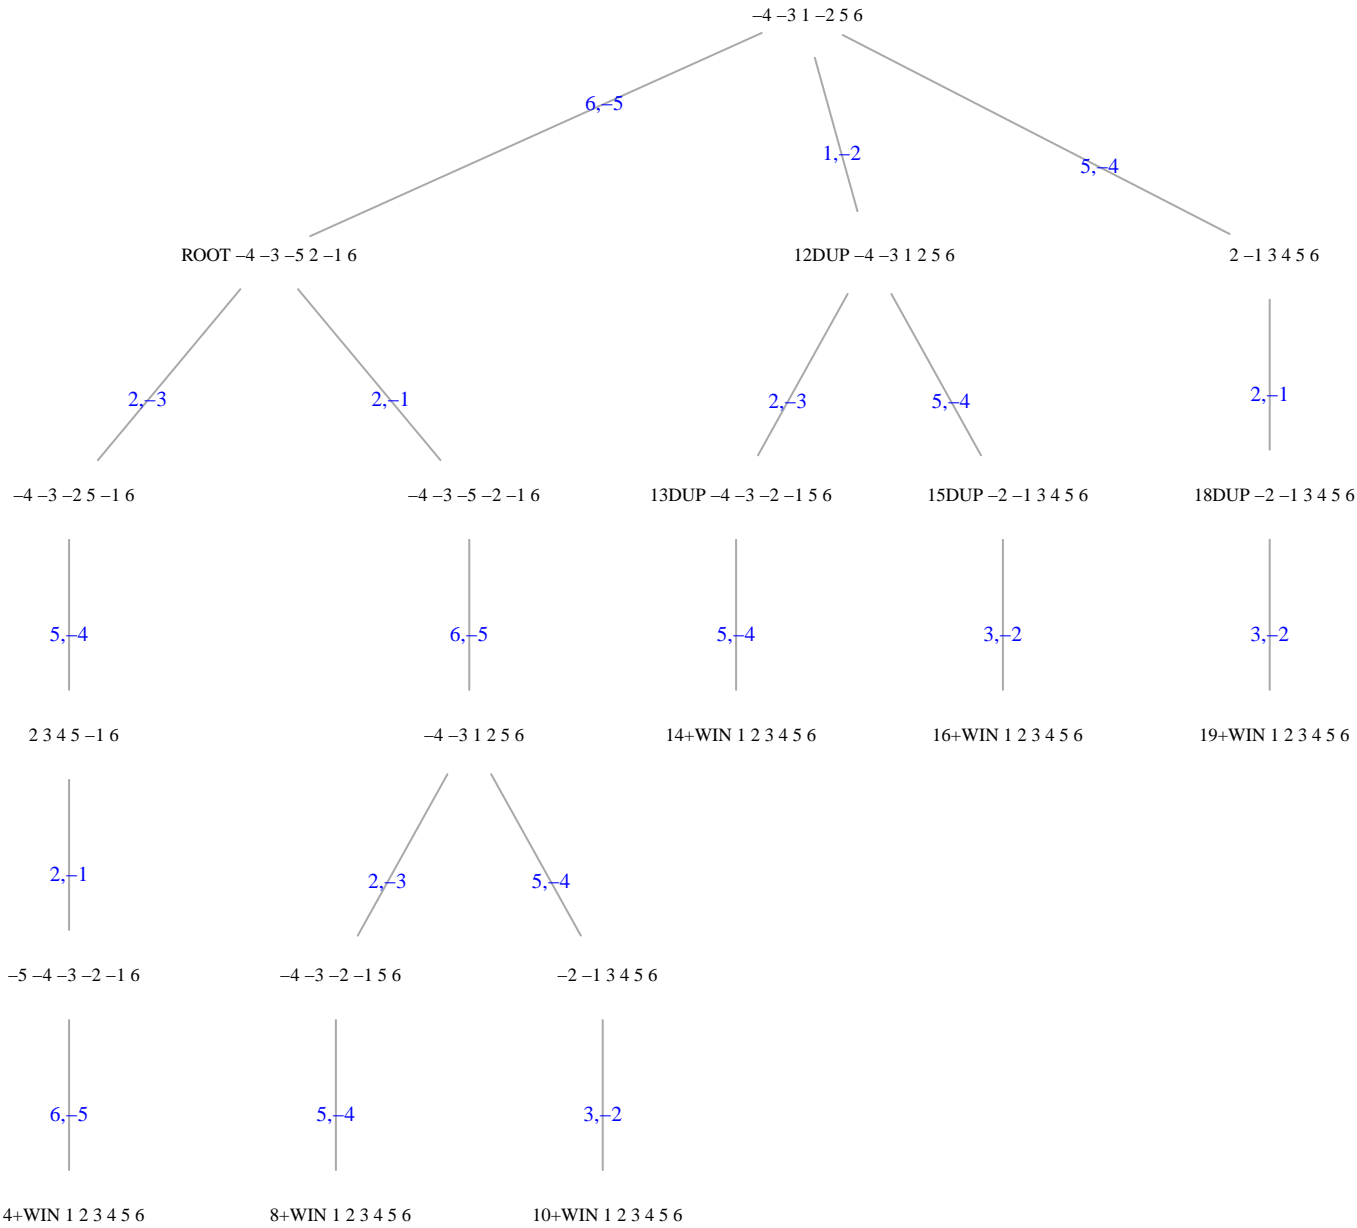 –4 –3 1 –2 5 6
6,–5
1,–2
5,–4
ROOT –4 –3 –5 2 –1 6
12DUP –4 –3 1 2 5 6
2 –1 3 4 5 6
2,–3
2,–1
2,–3
5,–4
2,–1
–4 –3 –2 5 –1 6
–4 –3 –5 –2 –1 6
13DUP –4 –3 –2 –1 5 6
15DUP –2 –1 3 4 5 6
18DUP –2 –1 3 4 5 6
5,–4
6,–5
5,–4
3,–2
3,–2
2 3 4 5 –1 6
–4 –3 1 2 5 6
14+WIN 1 2 3 4 5 6
16+WIN 1 2 3 4 5 6
19+WIN 1 2 3 4 5 6
2,–1
2,–3
5,–4
–5 –4 –3 –2 –1 6
–4 –3 –2 –1 5 6
–2 –1 3 4 5 6
6,–5
5,–4
3,–2
4+WIN 1 2 3 4 5 6
8+WIN 1 2 3 4 5 6
10+WIN 1 2 3 4 5 6